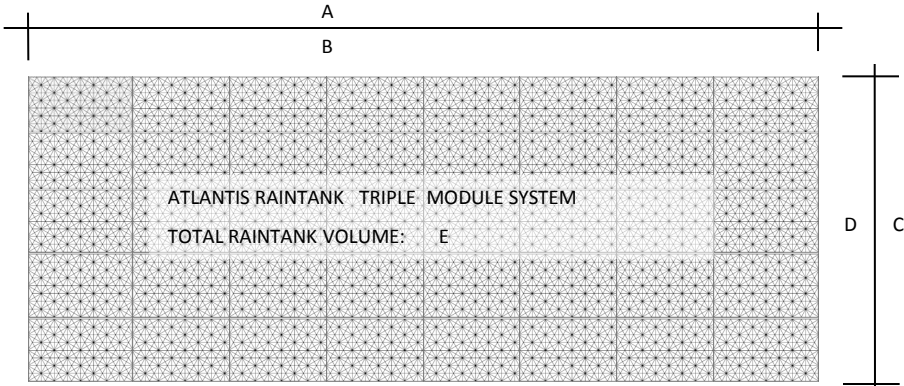 A
B
ATLANTIS RAINTANK TRIPLE MODULE SYSTEM
TOTAL RAINTANK VOLUME: E
D C